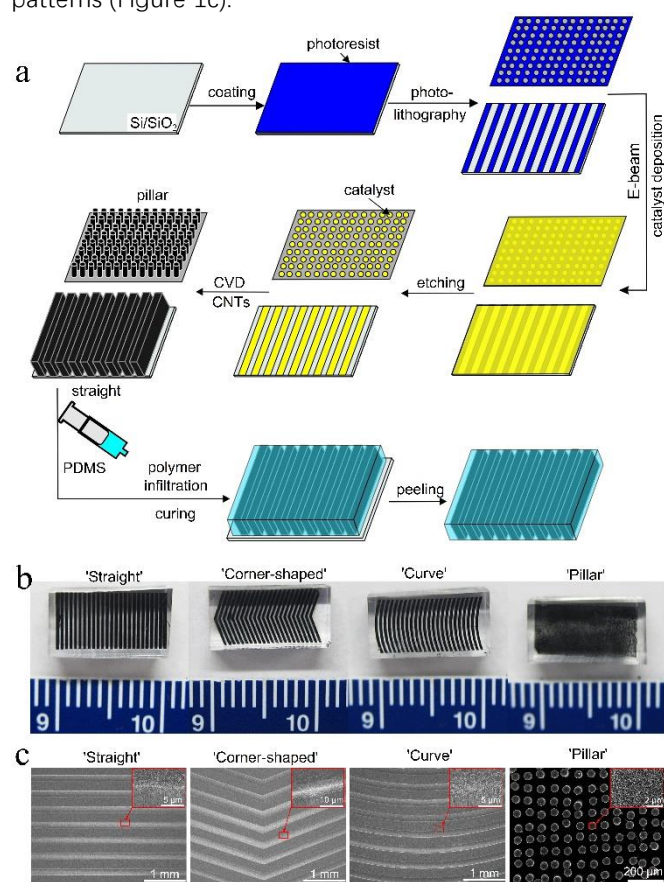 patterns (Figure 1c).
a
photoresist
Si/SiO2
coating
photo-
lithography
E-beam
catalyst deposition
pillar
catalyst
CVD
CNTs
etching
straight
PDMS
polymer
infiltration
curing
peeling
b
'Straight' 'Corner-shaped' 'Curve' 'Pillar'
9 10 9 10 9 10 9 10
c
'Straight' 'Corner-shaped' 'Curve' 'Pillar'
5 μm 10 μm 5 μm 2 μm
1 mm 1 mm 1 mm 200 μm